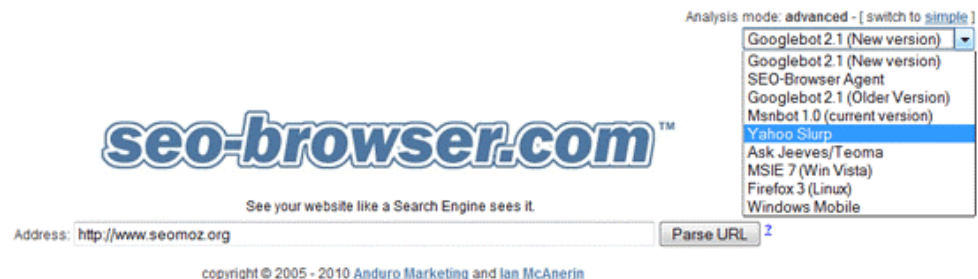 Analysis mode: advanced - [ switch to simple ]
Googlebot 2.1 (New version)
Googlebot 2.1 (New version)
SEO-Browser Agent
Googlebot 2.1 (Older Version)
Msnbot 1.0 (current version)
Yahoo Slurp
Ask Jeeves/Teoma
MSIE 7 (Win Vista)
Firefox 3 (Linux)
Windows Mobile
seo-browser.com™
See your website like a Search Engine sees it.
Address: http://www.seomoz.org Parse URL ?
copyright © 2005 - 2010 Anduro Marketing and Ian McAnerin